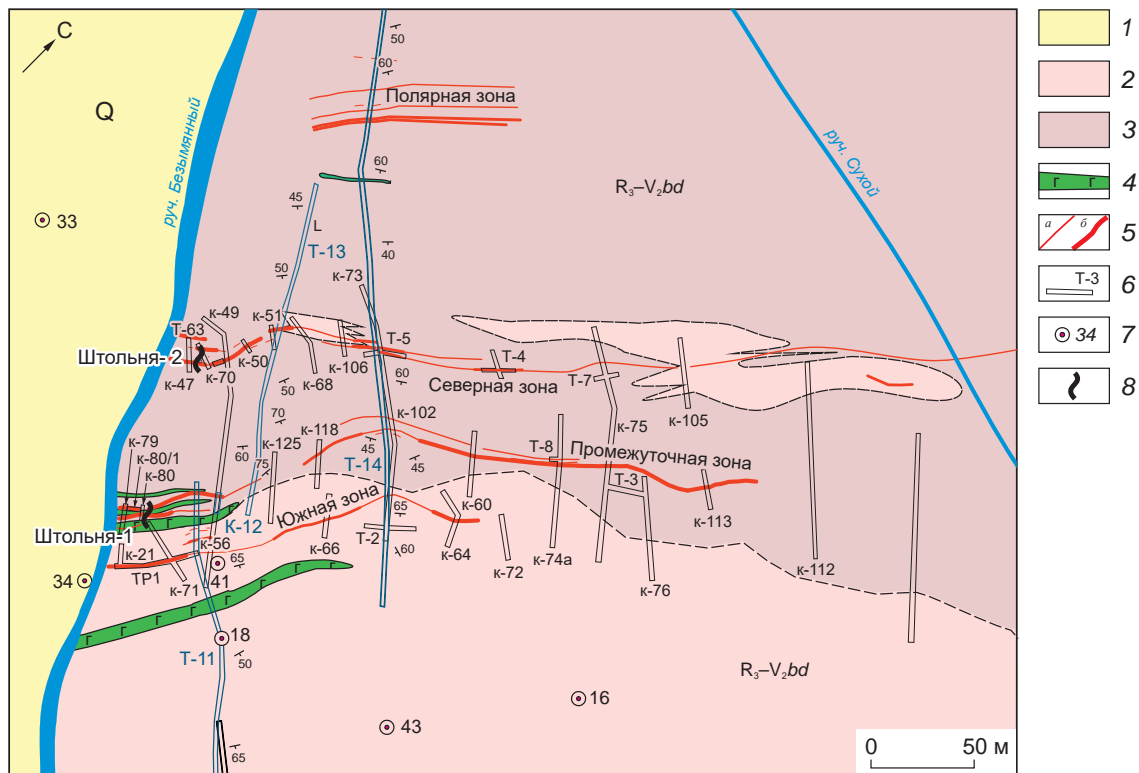 С
Q
руч. Безымянный
33
50
60
Полярная зона
60
45
L
Т-13
40
50
R₃–V₂bd
руч. Сухой
к-73
к-49
к-51
Т-63
Штольня- 2
к-50
к-47
к-70
к-68
к-106
Т-5
60
Т-4
Северная зона
Т-7
к-105
50
70
к-102
к-118
к-125
45
Т-14
45
к-75
Т-8
Промежуточная зона
Т-3
к-113
к-79
к-80/1
к-80
60
75
К-12
Южная зона
к-60
Штольня-1
к-56
к-66
65
Т-2
60
к-64
к-72
к-74а
к-76
к-112
к-21
ТР1
34
к-71
41
65
18
Т-11
50
65
43
16
R₃–V₂bd
0 50 м
1
2
3
Г Г
4
а б
5
Т-3
6
34
7
8
Г Г Г Г Г Г Г
Г Г Г